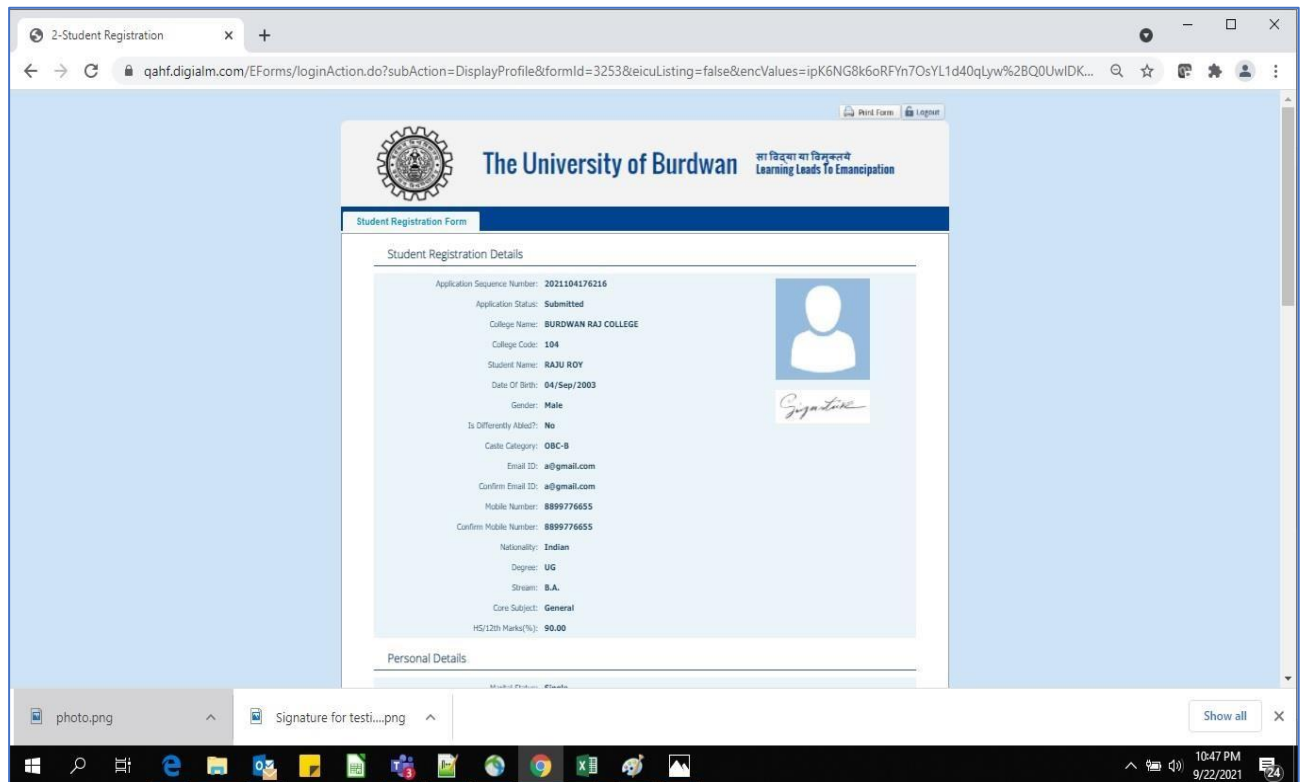 2-Student Registration
qahf.digialm.com/EForms/loginAction.do?subAction=DisplayProfile&formId=3253&eicuListing=false&encValues=ipK6NG8k6oRFYn7OsYL1d40qLyw%2BQ0UwIDK...
Print Form Logout
The University of Burdwan
सा विद्या या विमुक्तये
Learning Leads To Emancipation
Student Registration Form
Student Registration Details
Application Sequence Number: 2021104176216
Application Status: Submitted
College Name: BURDWAN RAJ COLLEGE
College Code: 104
Student Name: RAJU ROY
Date Of Birth: 04/Sep/2003
Gender: Male
Signature
Is Differently Abled?: No
Caste Category: OBC-B
Email ID: a@gmail.com
Confirm Email ID: a@gmail.com
Mobile Number: 8899776655
Confirm Mobile Number: 8899776655
Nationality: Indian
Degree: UG
Stream: B.A.
Core Subject: General
HS/12th Marks(%): 90.00
Personal Details
Marital Status: Single
photo.png
Signature for testi....png
Show all
10:47 PM
9/22/2021
24